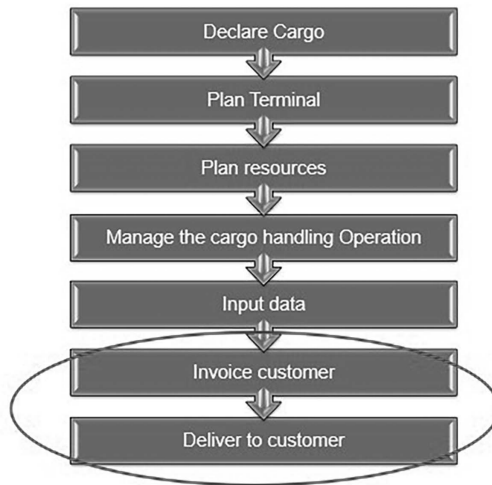 Declare Cargo
Plan Terminal
Plan resources
Manage the cargo handling Operation
Input data
Invoice customer
Deliver to customer